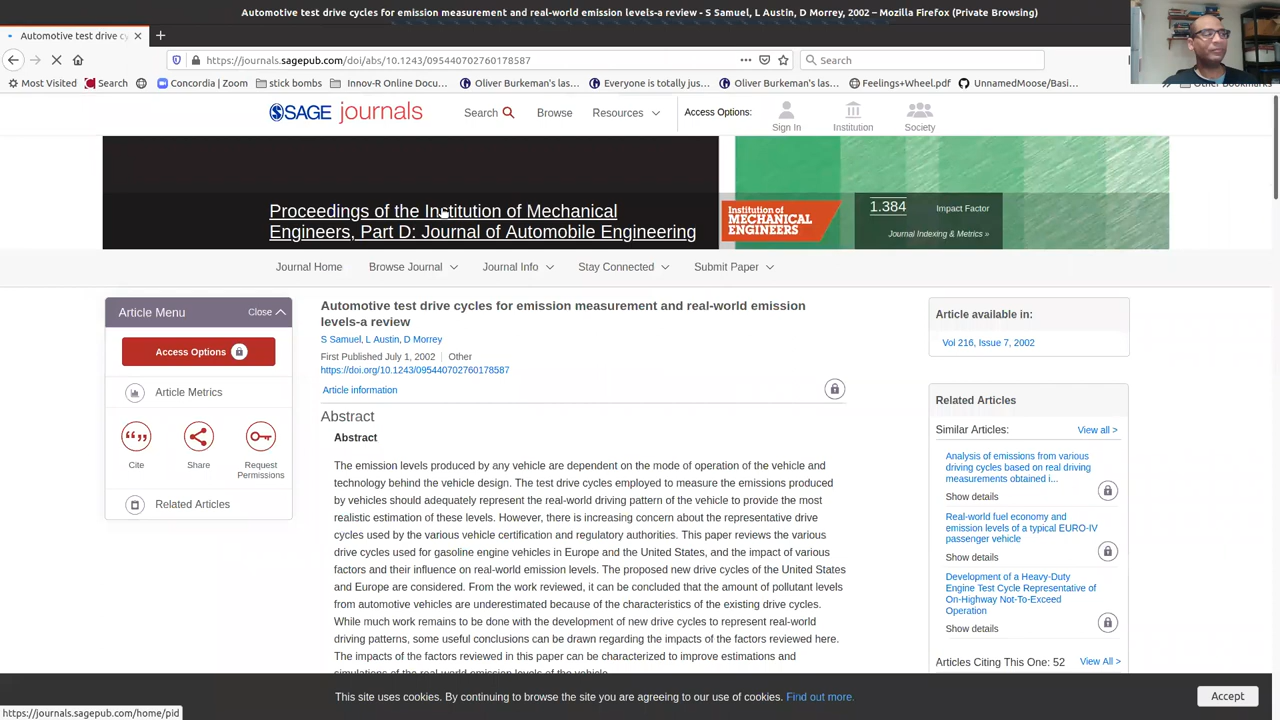 Automotive test drive cycles for emission measurement and real-world emission levels-a review - S Samuel, L Austin, D Morrey, 2002 – Mozilla Firefox (Private Browsing)
Automotive test drive cy
https://journals.sagepub.com/doi/abs/10.1243/095440702760178587
Search
Most Visited
Search
Concordia | Zoom
stick bombs
Innov-R Online Docu…
Oliver Burkeman's las…
Everyone is totally jus…
Oliver Burkeman's las…
Feelings+Wheel.pdf
UnnamedMoose/Basi…
Other Bookmarks
SAGE journals
Search
Browse
Resources
Access Options:
Sign In
Institution
Society
Proceedings of the Institution of Mechanical
Engineers, Part D: Journal of Automobile Engineering
Institution of
MECHANICAL
ENGINEERS
1.384
Impact Factor
Journal Indexing & Metrics »
Journal Home
Browse Journal
Journal Info
Stay Connected
Submit Paper
Article Menu
Close
Access Options
Article Metrics
Cite
Share
Request
Permissions
Related Articles
Automotive test drive cycles for emission measurement and real-world emission
levels-a review
S Samuel, L Austin, D Morrey
First Published July 1, 2002
Other
https://doi.org/10.1243/095440702760178587
Article information
Abstract
Abstract
The emission levels produced by any vehicle are dependent on the mode of operation of the vehicle and
technology behind the vehicle design. The test drive cycles employed to measure the emissions produced
by vehicles should adequately represent the real-world driving pattern of the vehicle to provide the most
realistic estimation of these levels. However, there is increasing concern about the representative drive
cycles used by the various vehicle certification and regulatory authorities. This paper reviews the various
drive cycles used for gasoline engine vehicles in Europe and the United States, and the impact of various
factors and their influence on real-world emission levels. The proposed new drive cycles of the United States
and Europe are considered. From the work reviewed, it can be concluded that the amount of pollutant levels
from automotive vehicles are underestimated because of the characteristics of the existing drive cycles.
While much work remains to be done with the development of new drive cycles to represent real-world
driving patterns, some useful conclusions can be drawn regarding the impacts of the factors reviewed here.
The impacts of the factors reviewed in this paper can be characterized to improve estimations and
simulations of the real-world emission levels of the vehicle.
Article available in:
Vol 216, Issue 7, 2002
Related Articles
Similar Articles:
View all >
Analysis of emissions from various
driving cycles based on real driving
measurements obtained i...
Show details
Real-world fuel economy and
emission levels of a typical EURO-IV
passenger vehicle
Show details
Development of a Heavy-Duty
Engine Test Cycle Representative of
On-Highway Not-To-Exceed
Operation
Show details
Articles Citing This One: 52
View All >
This site uses cookies. By continuing to browse the site you are agreeing to our use of cookies. Find out more.
Accept
https://journals.sagepub.com/home/pid